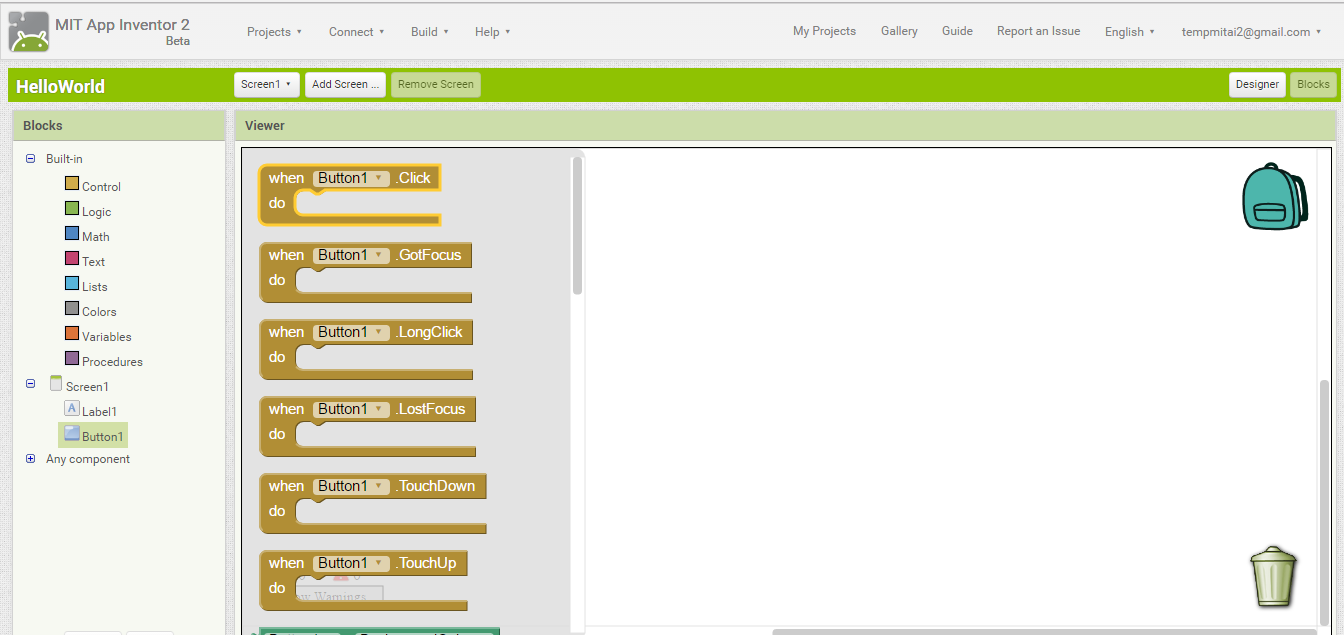 MIT App Inventor 2
Beta
Projects Connect Build Help
My Projects Gallery Guide Report an Issue English tempmitai2@gmail.com
HelloWorld
Screen1 Add Screen ... Remove Screen
Designer Blocks
Blocks
Built-in
Control
Logic
Math
Text
Lists
Colors
Variables
Procedures
Screen1
A Label1
Button1
Any component
Viewer
when Button1 .Click
do
when Button1 .GotFocus
do
when Button1 .LongClick
do
when Button1 .LostFocus
do
when Button1 .TouchDown
do
when Button1 .TouchUp
do
Warnings